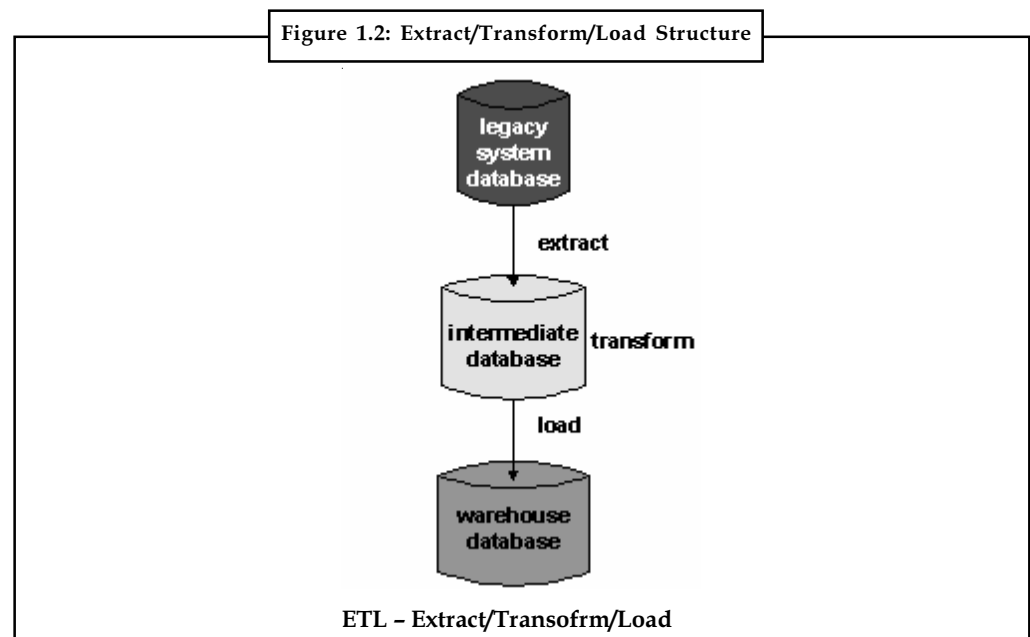 Figure 1.2: Extract/Transform/Load Structure
legacy
system
database
extract
intermediate
database
transform
load
warehouse
database
ETL – Extract/Transofrm/Load